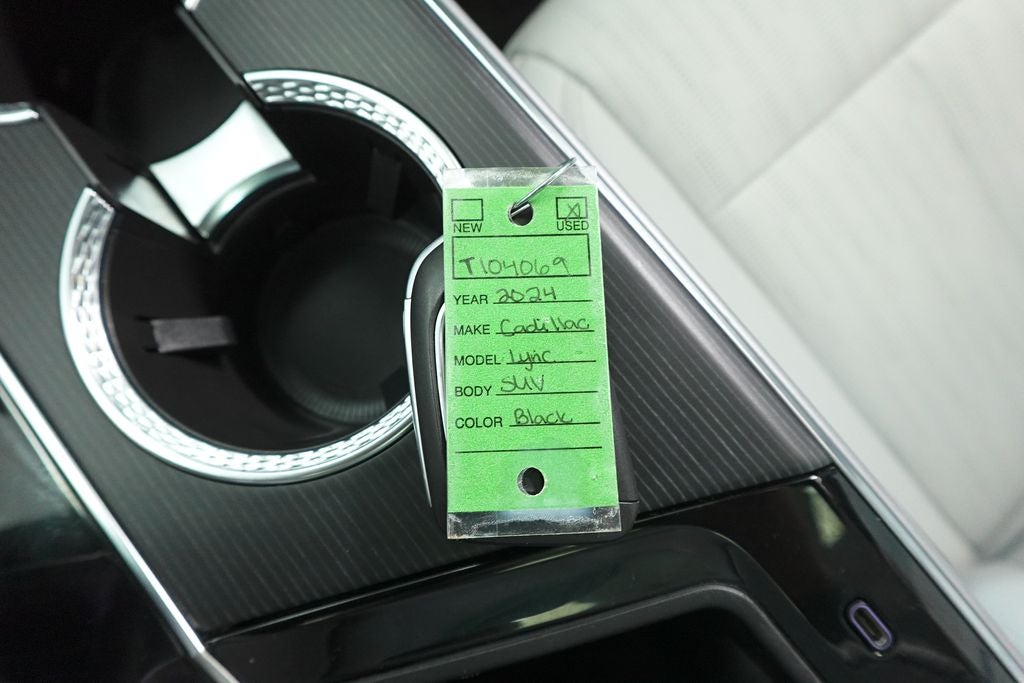 NEW X USED
T104069
YEAR 2024
MAKE Cadillac
MODEL Lyric
BODY SUV
COLOR Black